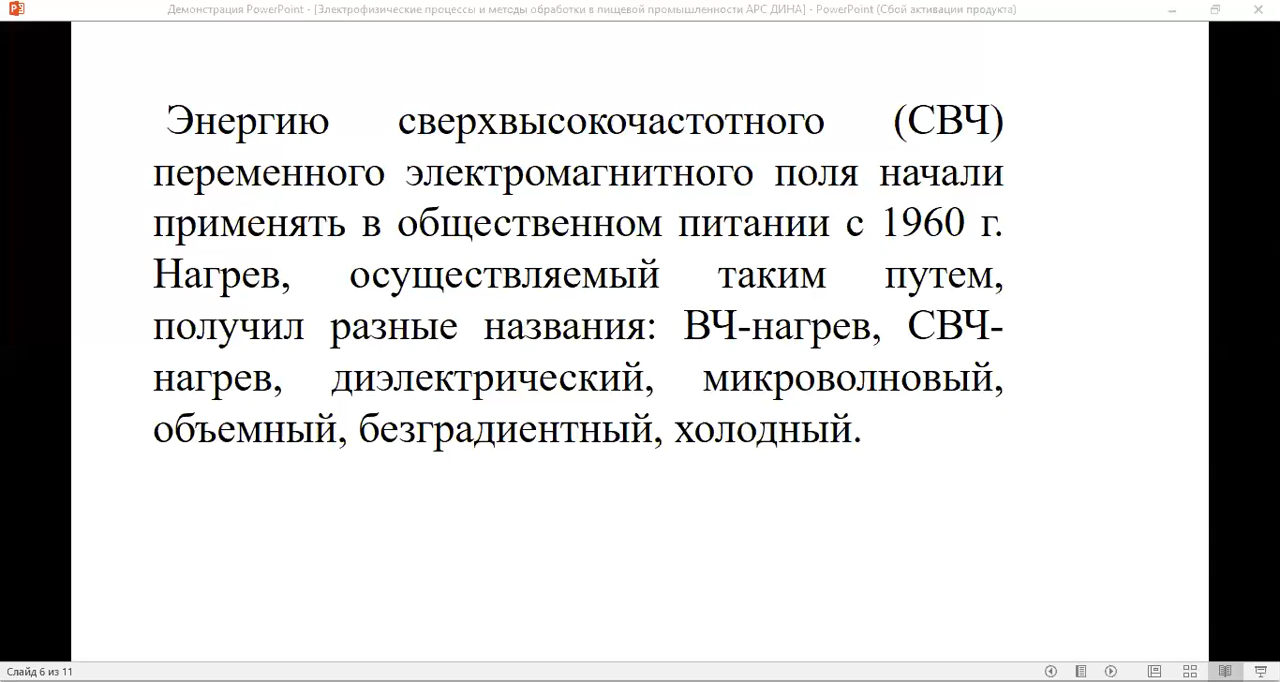 Демонстрация PowerPoint - [Электрофизические процессы и методы обработки в пищевой промышленности АРС ДИНА] - PowerPoint (Сбой активации продукта)
Энергию сверхвысокочастотного (СВЧ)
переменного электромагнитного поля начали
применять в общественном питании с 1960 г.
Нагрев, осуществляемый таким путем,
получил разные названия: ВЧ-нагрев, СВЧ-
нагрев, диэлектрический, микроволновый,
объемный, безградиентный, холодный.
Слайд 6 из 11